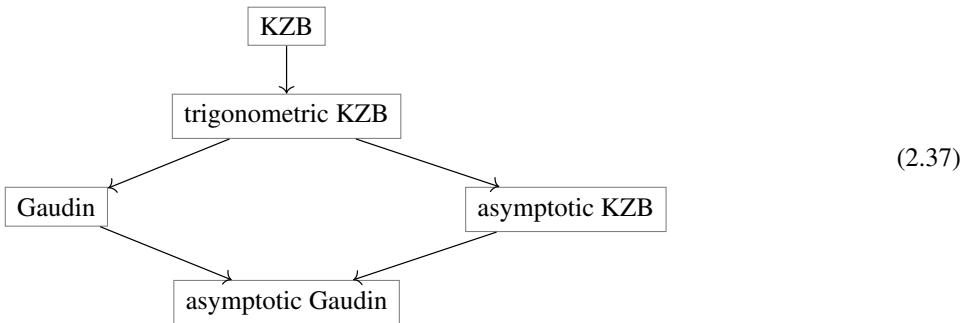 KZB
trigonometric KZB
(2.37)
Gaudin
asymptotic KZB
asymptotic Gaudin